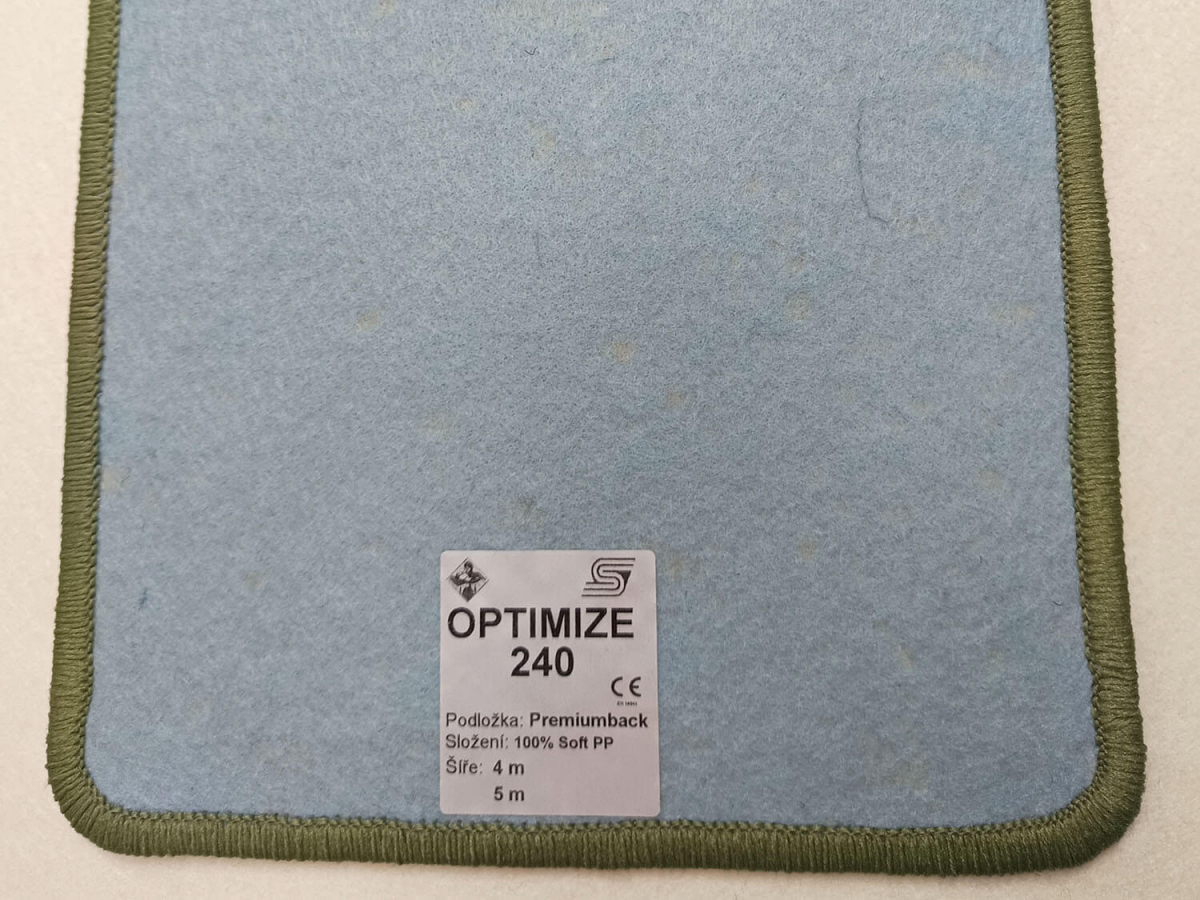 OPTIMIZE
240
CE
Podložka: Premiumback
Složení: 100% Soft PP
Šíře: 4 m
5 m